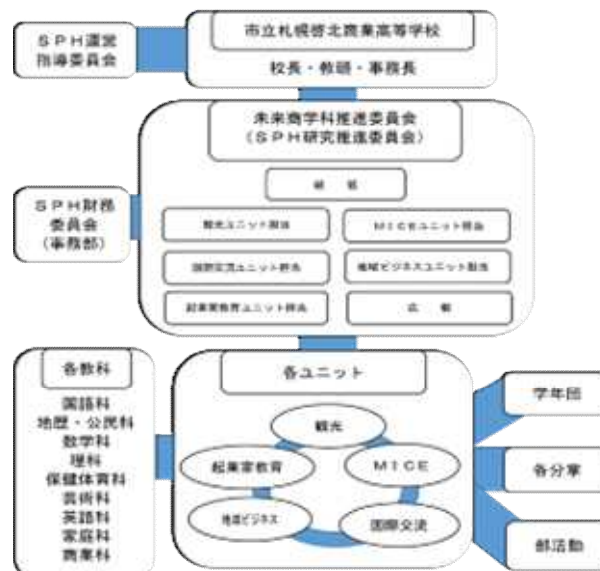 SPH運営
指導委員会
市立札幌啓北商業高等学校
校長・教頭・事務長
未来商学科推進委員会
(SPH研究推進委員会)
SPH財務
委員会
(事務部)
観光ユニット担当
MICEユニット担当
国際交流ユニット担当
地域ビジネスユニット担当
起業家教育ユニット担当
広 報
各教科
国語科
地歴・公民科
数学科
理科
保健体育科
芸術科
英語科
家庭科
商業科
各ユニット
観光
起業家教育
MICE
地域ビジネス
国際交流
学年団
各分掌
部活動